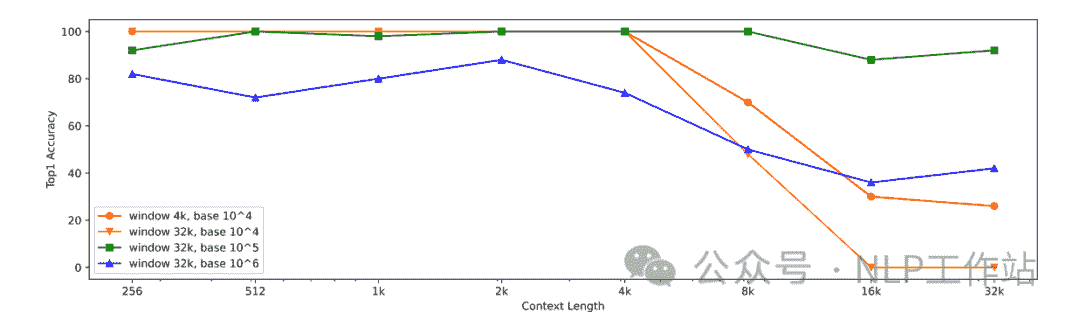 100
80
60
40
20
0
Top1 Accuracy
window 4k, base 10^4
window 32k, base 10^4
window 32k, base 10^5
window 32k, base 10^6
公众号 · NLP工作站
256 512 1k 2k 4k 8k 16k 32k
Context Length